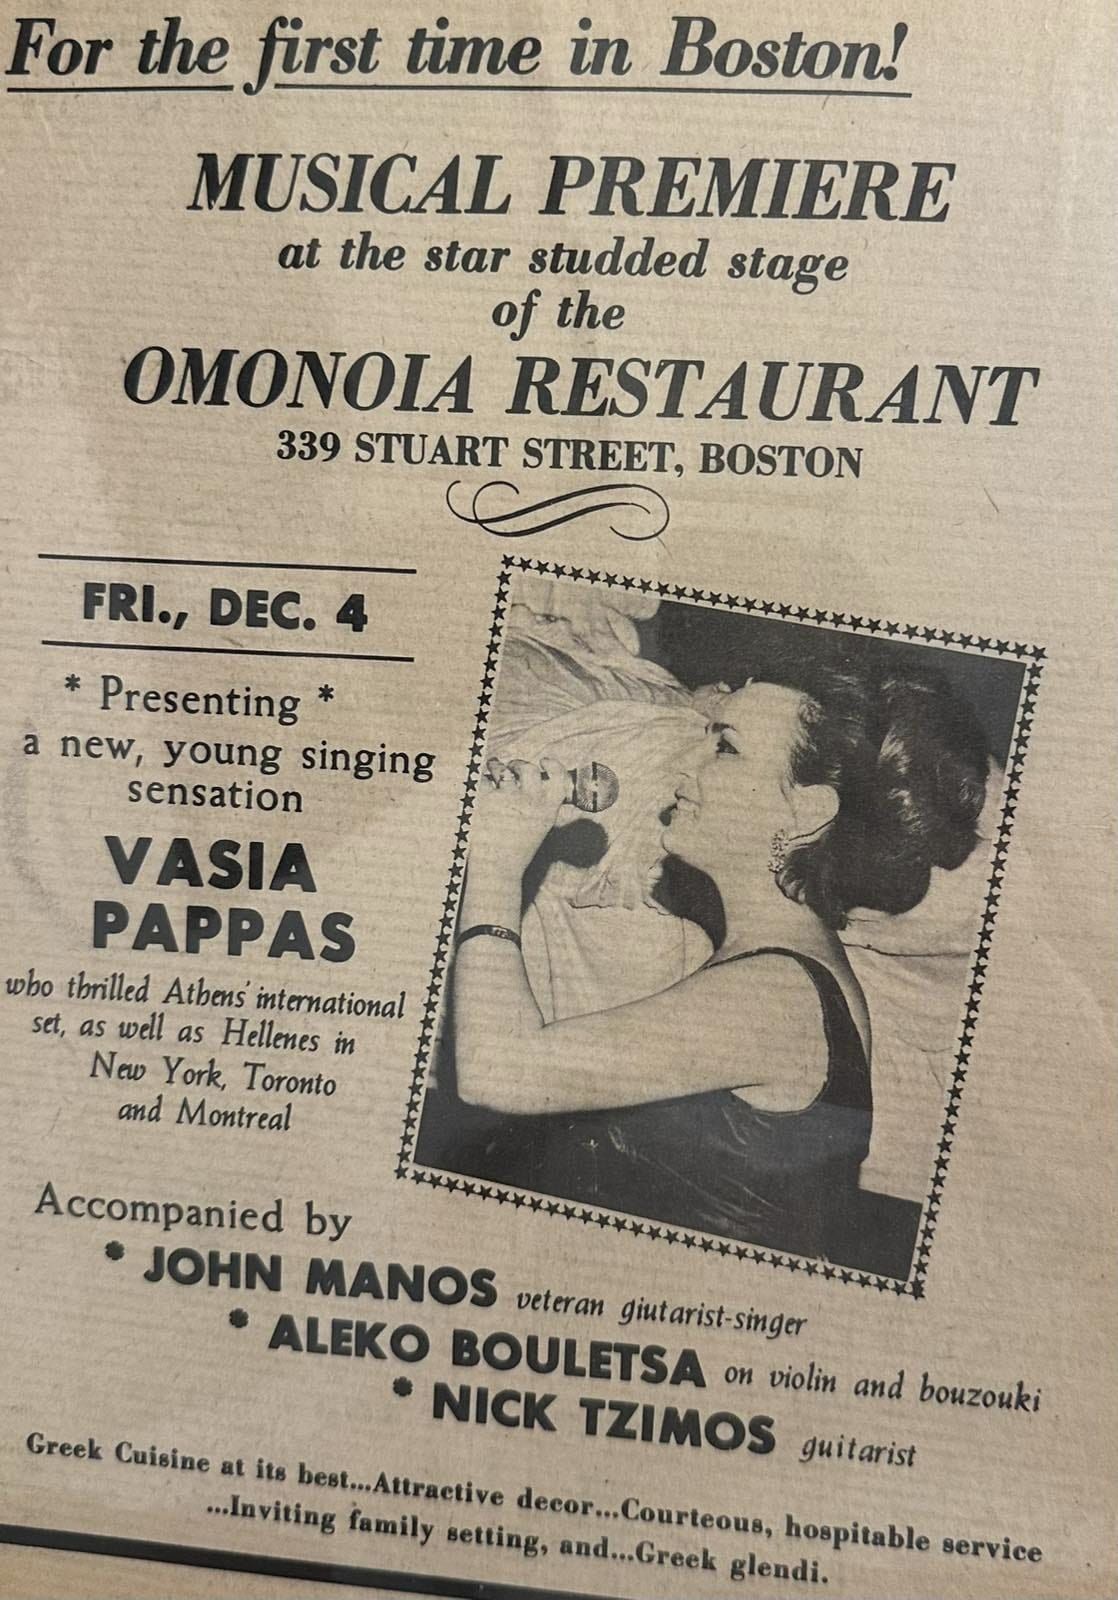 For the first time in Boston!
MUSICAL PREMIERE
at the star studded stage
of the
OMONOIA RESTAURANT
339 STUART STREET, BOSTON
FRI., DEC. 4
* Presenting *
a new, young singing
sensation
VASIA
PAPPAS
who thrilled Athens' international
set, as well as Hellenes in
New York, Toronto
and Montreal
Accompanied by
* JOHN MANOS veteran giutarist-singer
* ALEKO BOULETSA on violin and bouzouki
* NICK TZIMOS guitarist
Greek Cuisine at its best...Attractive decor...Courteous, hospitable service
...Inviting family setting, and...Greek glendi.